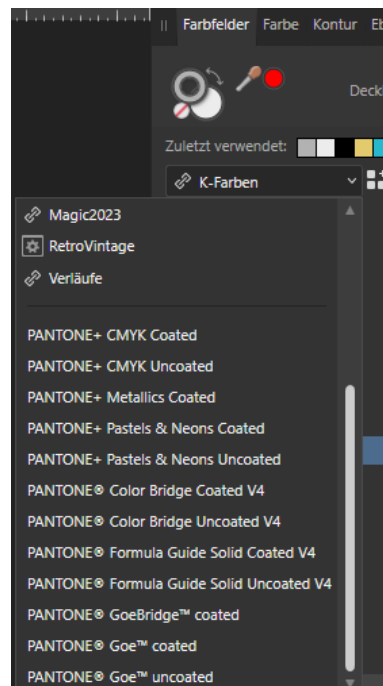 Farbfelder Farbe Kontur
Deck
Zuletzt verwendet:
K-Farben
Magic2023
RetroVintage
Verläufe
PANTONE+ CMYK Coated
PANTONE+ CMYK Uncoated
PANTONE+ Metallics Coated
PANTONE+ Pastels & Neons Coated
PANTONE+ Pastels & Neons Uncoated
PANTONE® Color Bridge Coated V4
PANTONE® Color Bridge Uncoated V4
PANTONE® Formula Guide Solid Coated V4
PANTONE® Formula Guide Solid Uncoated V4
PANTONE® GoeBridge™ coated
PANTONE® Goe™ coated
PANTONE® Goe™ uncoated